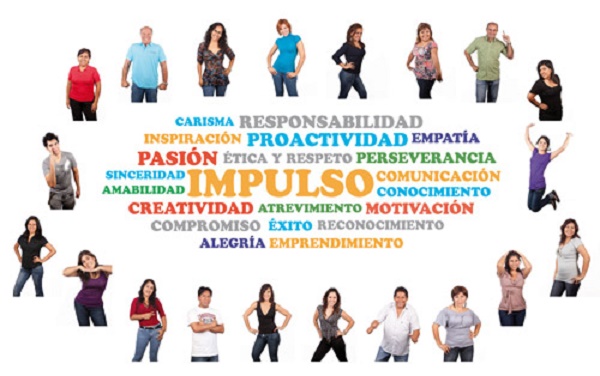 CARISMA RESPONSABILIDAD
INSPIRACIÓN PROACTIVIDAD EMPATÍA
PASIÓN ÉTICA Y RESPETO PERSEVERANCIA
SINCERIDAD IMPULSO COMUNICACIÓN
AMABILIDAD CONOCIMIENTO
CREATIVIDAD ATREVIMIENTO MOTIVACIÓN
COMPROMISO ÊXITO RECONOCIMIENTO
ALEGRÍA EMPRENDIMIENTO